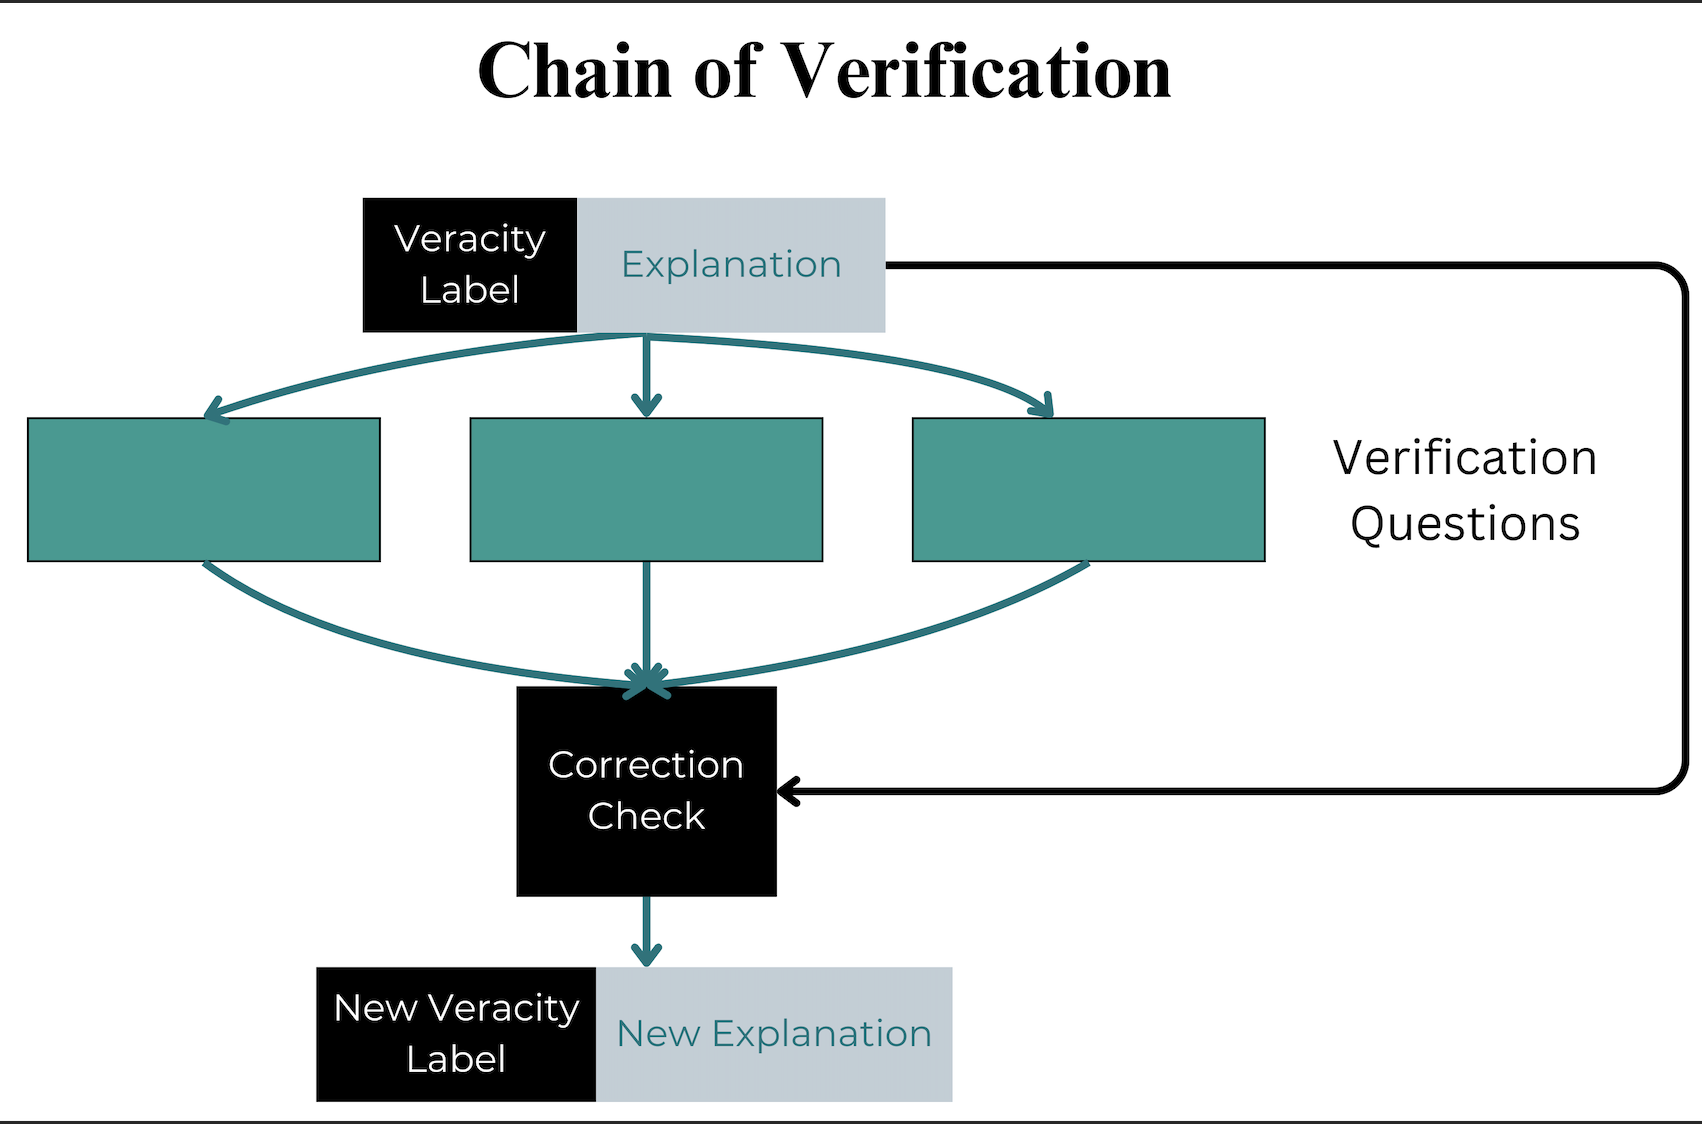 Chain of Verification
Veracity
Label
Explanation
Verification
Questions
Correction
Check
New Veracity
Label
New Explanation